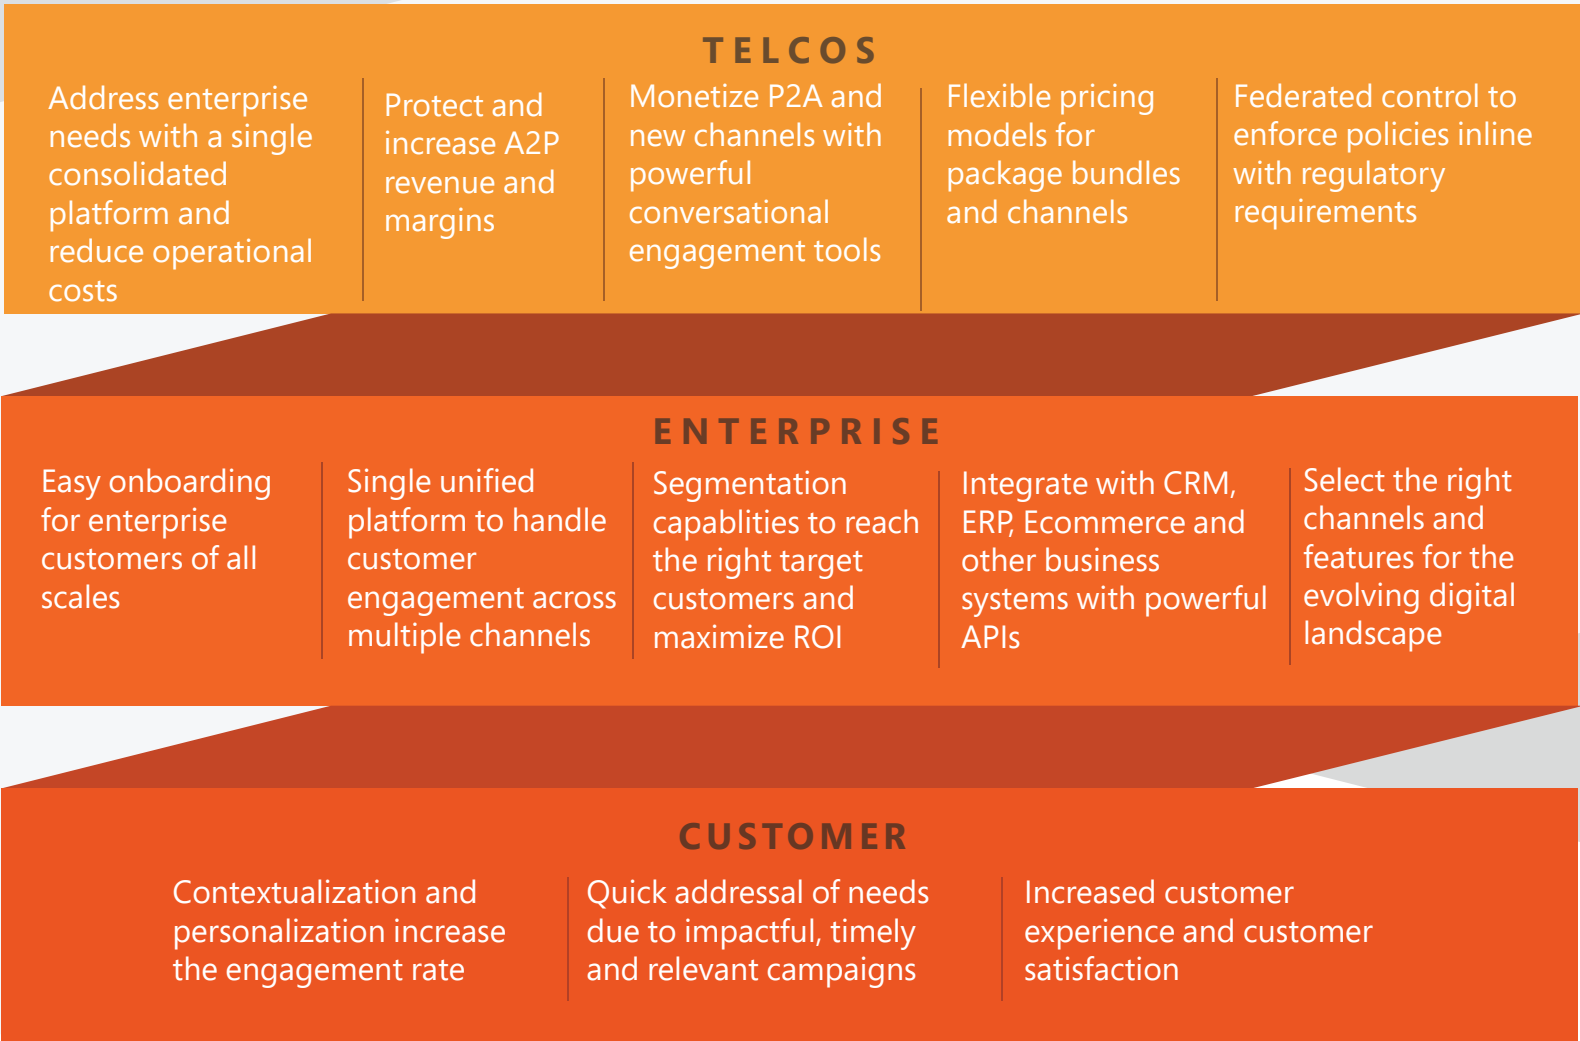 TELCOS
Address enterprise
needs with a single
consolidated
platform and
reduce operational
costs
Protect and
increase A2P
revenue and
margins
Monetize P2A and
new channels with
powerful
conversational
engagement tools
Flexible pricing
models for
package bundles
and channels
Federated control to
enforce policies inline
with regulatory
requirements
ENTERPRISE
Easy onboarding
for enterprise
customers of all
scales
Single unified
platform to handle
customer
engagement across
multiple channels
Segmentation
capablities to reach
the right target
customers and
maximize ROI
Integrate with CRM,
ERP, Ecommerce and
other business
systems with powerful
APIs
Select the right
channels and
features for the
evolving digital
landscape
CUSTOMER
Contextualization and
personalization increase
the engagement rate
Quick addressal of needs
due to impactful, timely
and relevant campaigns
Increased customer
experience and customer
satisfaction